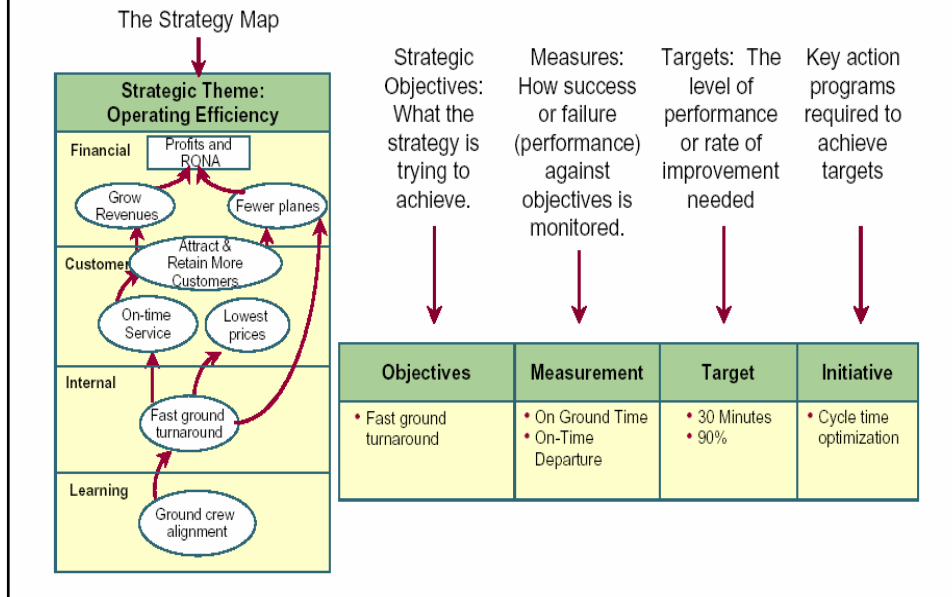 The Strategy Map
Strategic Theme:
Operating Efficiency
Financial
Profits and
RONA
Grow
Revenues
Fewer planes
Customer
Attract &
Retain More
Customers
On-time
Service
Lowest
prices
Internal
Fast ground
turnaround
Learning
Ground crew
alignment
Strategic
Objectives:
What the
strategy is
trying to
achieve.
Measures:
How success
or failure
(performance)
against
objectives is
monitored.
Targets: The
level of
performance
or rate of
improvement
needed
Key action
programs
required to
achieve
targets
Objectives
Measurement
Target
Initiative
• Fast ground
turnaround
• On Ground Time
• On-Time
Departure
• 30 Minutes
• 90%
• Cycle time
optimization